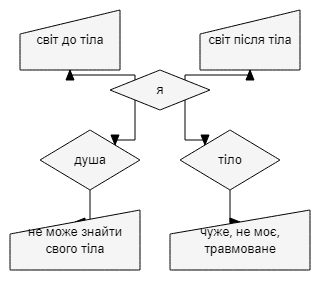 світ до тіла
світ після тіла
я
душа
тіло
не може знайти
свого тіла
чуже, не моє,
травмоване